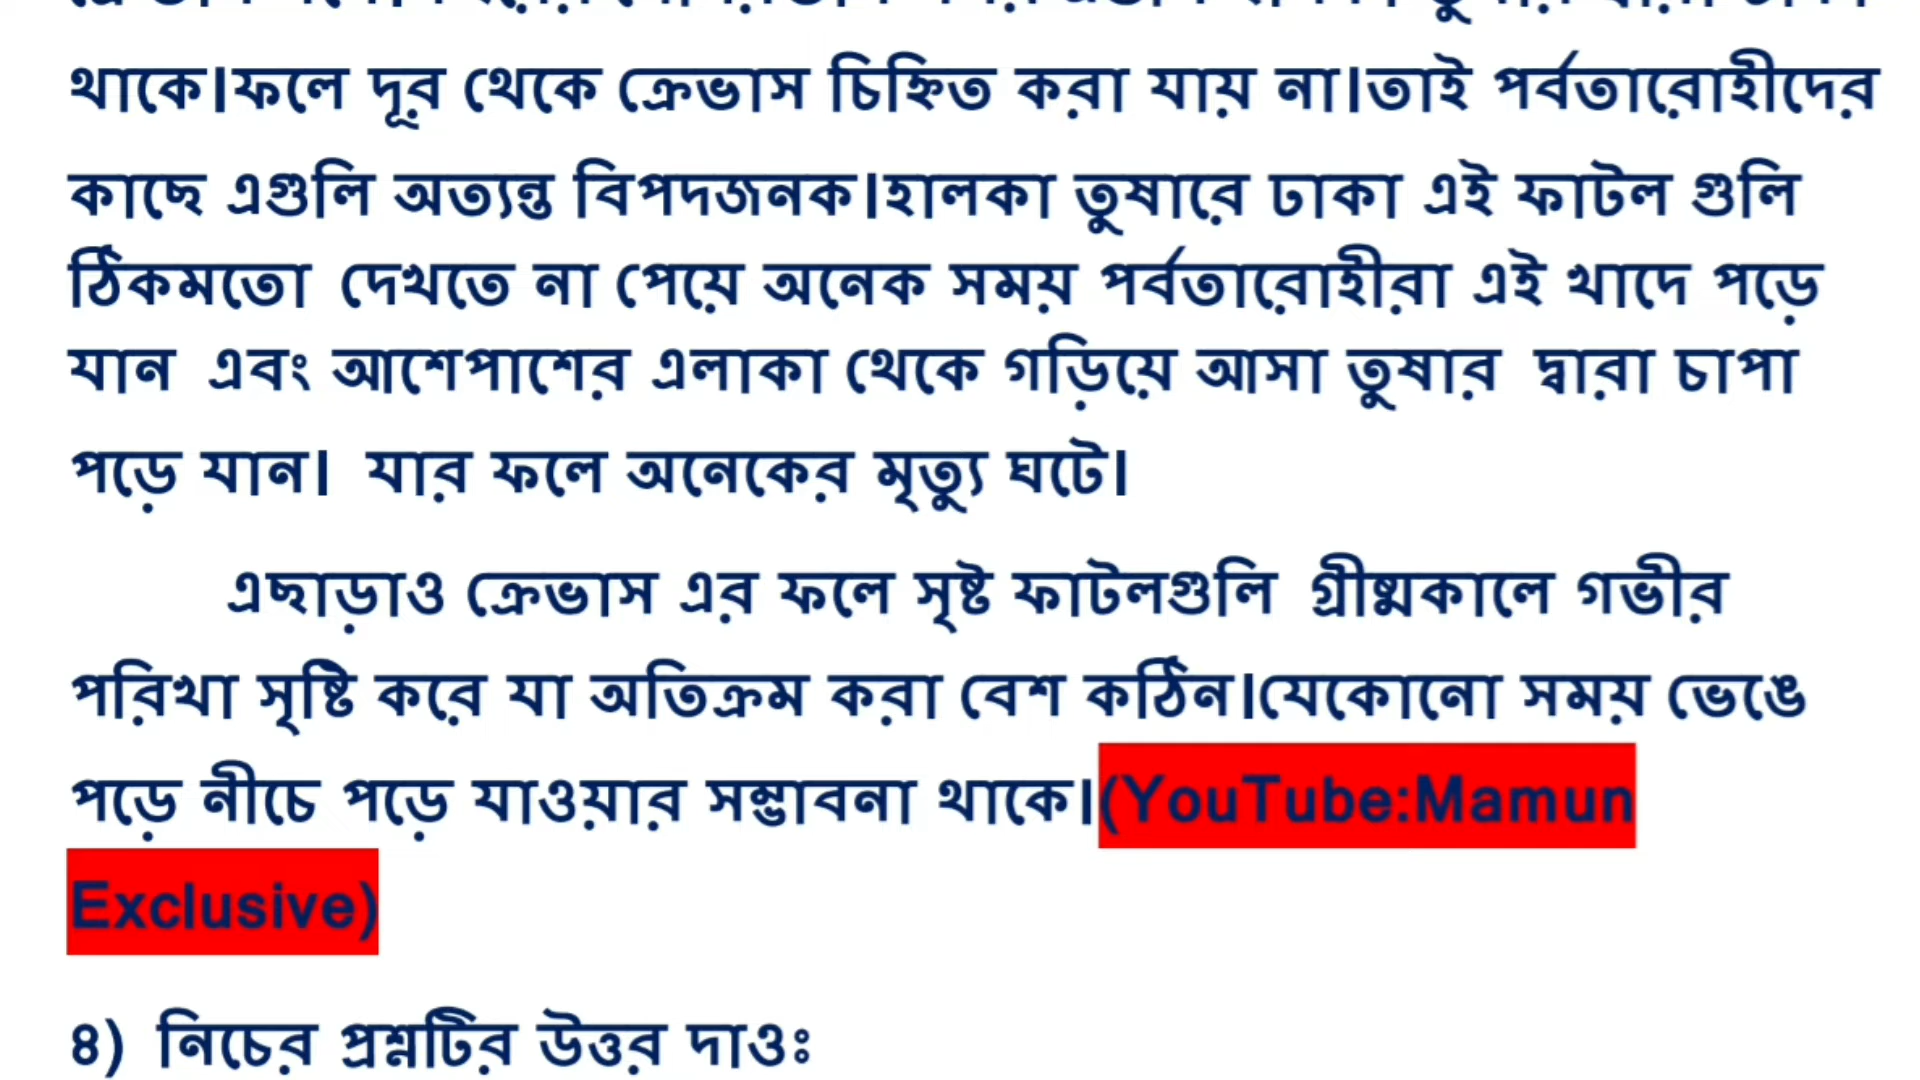 থাকে।ফলে দূর থেকে ক্রেভাস চিহ্নিত করা যায় না।তাই পর্বতারোহীদের
কাছে এগুলি অত্যন্ত বিপদজনক।হালকা তুষারে ঢাকা এই ফাটল গুলি
ঠিকমতো দেখতে না পেয়ে অনেক সময় পর্বতারোহীরা এই খাদে পড়ে
যান এবং আশেপাশের এলাকা থেকে গড়িয়ে আসা তুষার দ্বারা চাপা
পড়ে যান। যার ফলে অনেকের মৃত্যু ঘটে।
এছাড়াও ক্রেভাস এর ফলে সৃষ্ট ফাটলগুলি গ্রীষ্মকালে গভীর
পরিখা সৃষ্টি করে যা অতিক্রম করা বেশ কঠিন।যেকোনো সময় ভেঙে
পড়ে নীচে পড়ে যাওয়ার সম্ভাবনা থাকে।(YouTube:Mamun
Exclusive)
৪) নিচের প্রশ্নটির উত্তর দাওঃ